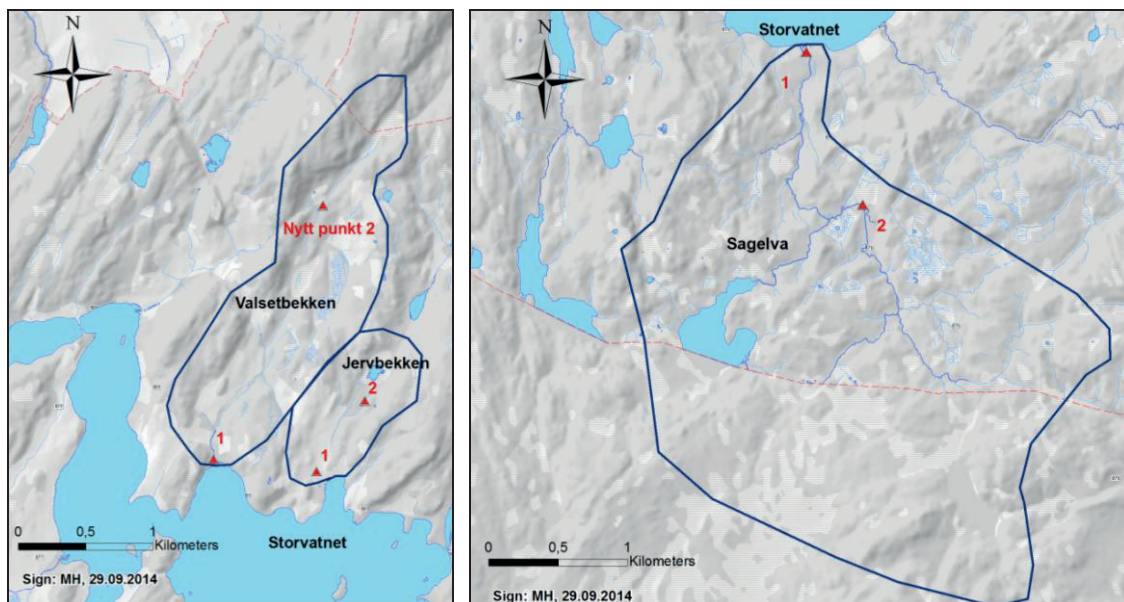 N
Nytt punkt 2
Valsetbekken
Jervbekken
2
1
1
0 0,5 1
Kilometers
Storvatnet
Sign: MH, 29.09.2014
Storvatnet
N
1
2
Sagelva
0 0,5 1
Kilometers
Sign: MH, 29.09.2014